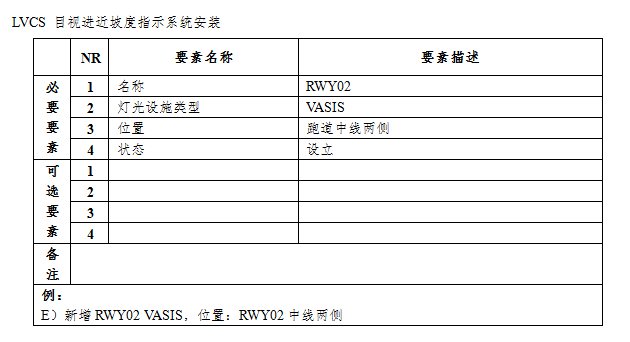 LVCS 目视进近坡度指示系统安装
NR 要素名称 要素描述
必要要素
1 名称 RWY02
2 灯光设施类型 VASIS
3 位置 跑道中线两侧
4 状态 设立
可选要素
1
2
3
4
备注
例：
E）新增 RWY02 VASIS，位置：RWY02 中线两侧